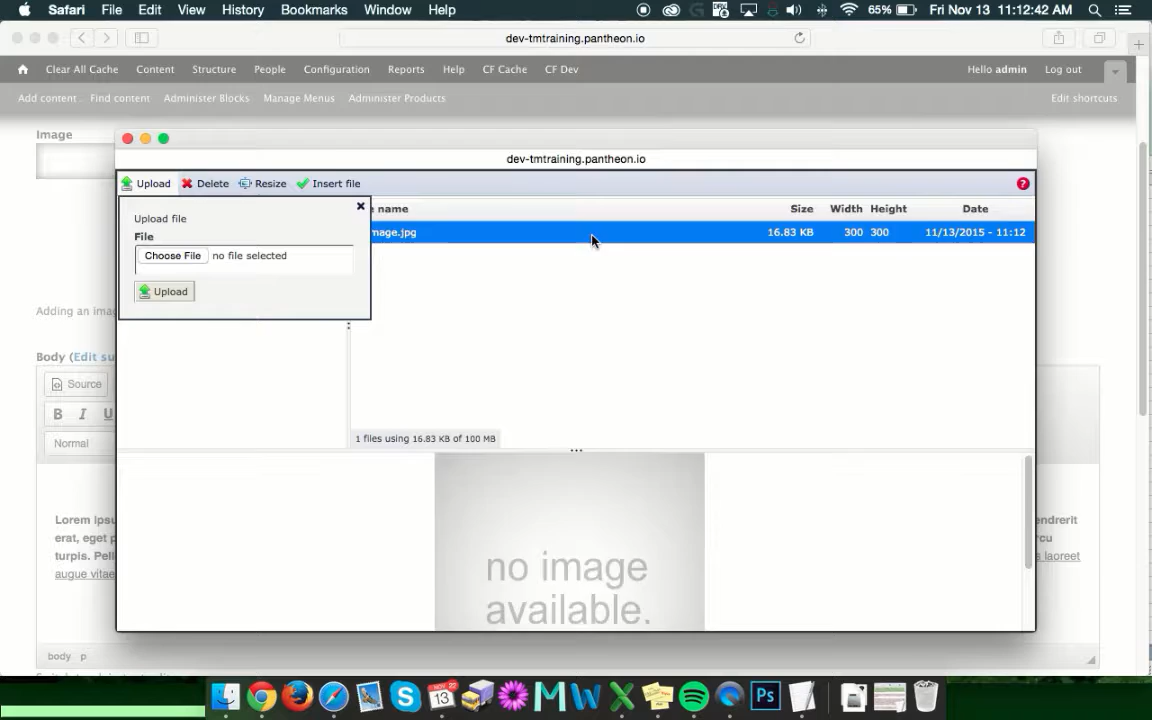 Safari File Edit View History Bookmarks Window Help 65% Fri Nov 13 11:12:42 AM
dev-tmtraining.pantheon.io
Clear All Cache Content Structure People Configuration Reports Help CF Cache CF Dev Hello admin Log out
Add content Find content Administer Blocks Manage Menus Administer Products Edit shortcuts
Image
dev-tmtraining.pantheon.io
Upload Delete Resize Insert file ?
name Size Width Height Date
mage.jpg 16.83 KB 300 300 11/13/2015 - 11:12
Upload file
File
Choose File no file selected
Upload
Adding an ima
Body (Edit su
Source
B I U
Normal
1 files using 16.83 KB of 100 MB
Lorem ipsu endrerit
erat, eget p rcu
turpis. Pell s laoreet
augue vitae
no image
available.
body p
NOV 22
13
Ps